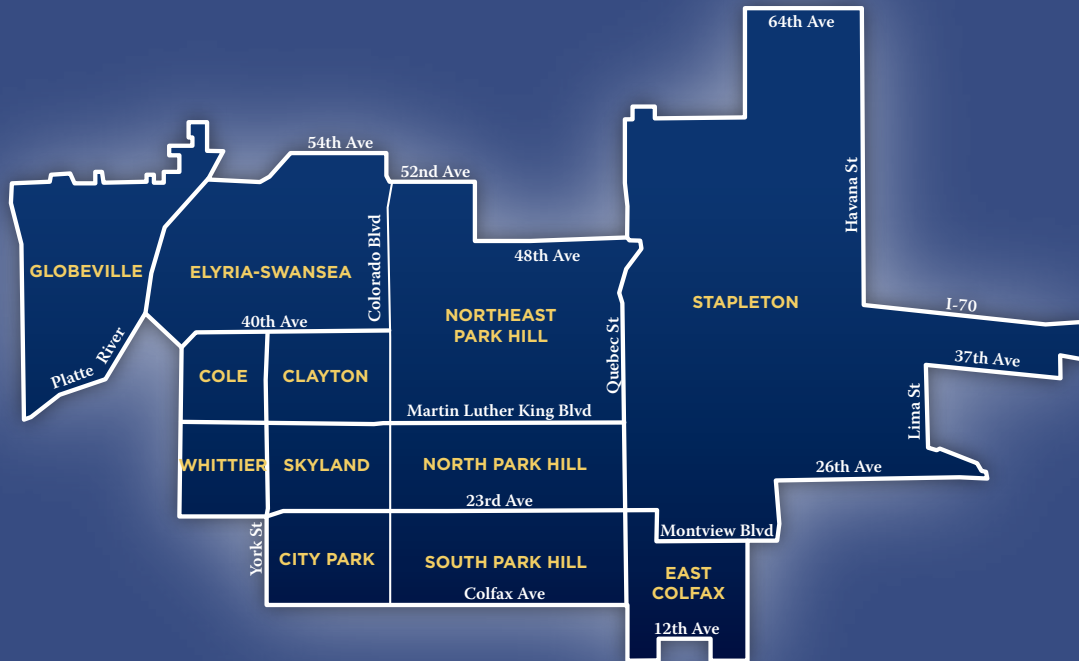 64th Ave
54th Ave
52nd Ave
Havana St
Colorado Blvd
48th Ave
GLOBEVILLE
ELYRIA-SWANSEA
STAPLETON
I-70
NORTHEAST
PARK HILL
40th Ave
Quebec St
Platte River
37th Ave
COLE
CLAYTON
Lima St
Martin Luther King Blvd
WHITTIER
SKYLAND
NORTH PARK HILL
26th Ave
23rd Ave
Montview Blvd
York St
CITY PARK
SOUTH PARK HILL
EAST
COLFAX
Colfax Ave
12th Ave